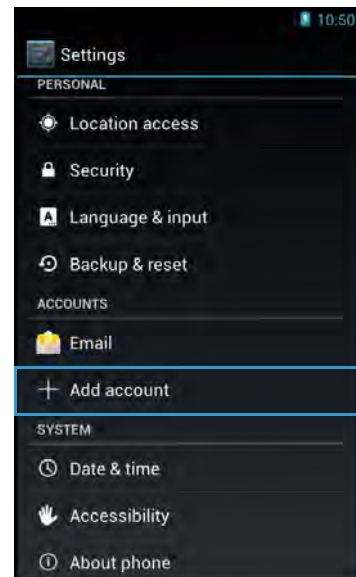 10:50
Settings
PERSONAL
Location access
Security
A
Language & input
Backup & reset
ACCOUNTS
Email
Add account
SYSTEM
Date & time
Accessibility
About phone